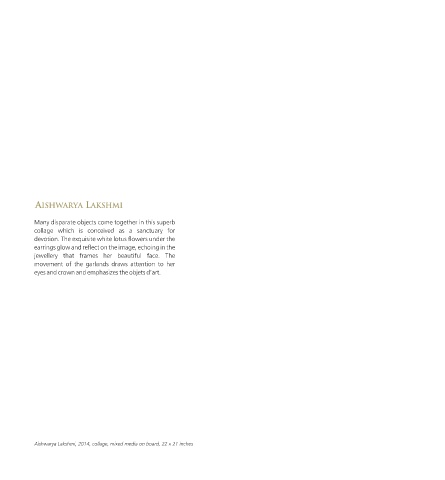 AISHWARYA LAKSHMI
Many disparate objects come together in this superb
collage which is conceived as a sanctuary for
devotion. The exquisite white lotus flowers under the
earrings glow and reflect on the image, echoing in the
jewellery that frames her beautiful face. The
movement of the garlands draws attention to her
eyes and crown and emphasizes the objets d'art.
Aishwarya Lakshmi, 2014, collage, mixed media on board, 22 x 21 inches